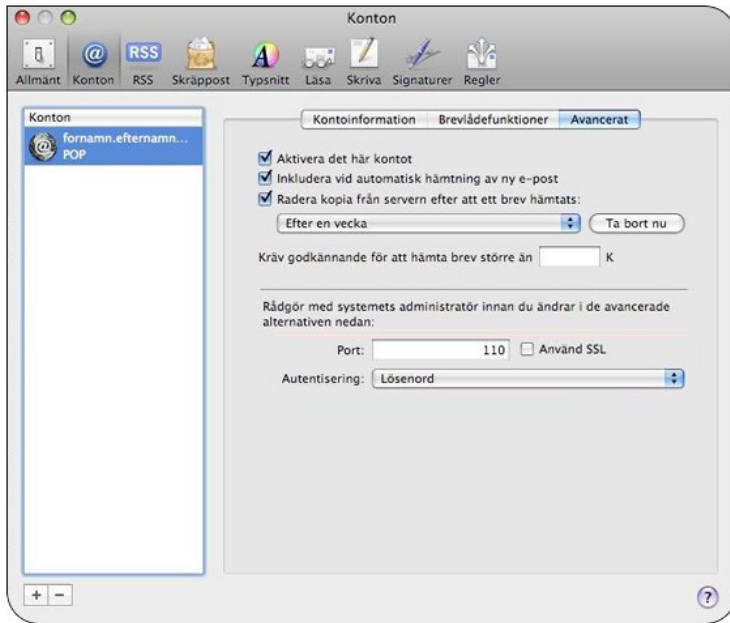 Konton
RSS
Allmänt Konton RSS Skräppost Typsnitt Läsa Skriva Signaturer Regler
Konton
fornamn.efternamn...
POP
Kontoinformation Brevlådefunktioner Avancerat
Aktivera det här kontot
Inkludera vid automatisk hämtning av ny e-post
Radera kopia från servern efter att ett brev hämtats:
Efter en vecka Ta bort nu
Kräv godkännande för att hämta brev större än K
Rådgör med systemets administratör innan du ändrar i de avancerade
alternativen nedan:
Port: 110 Använd SSL
Autentisering: Lösenord
+ − ?